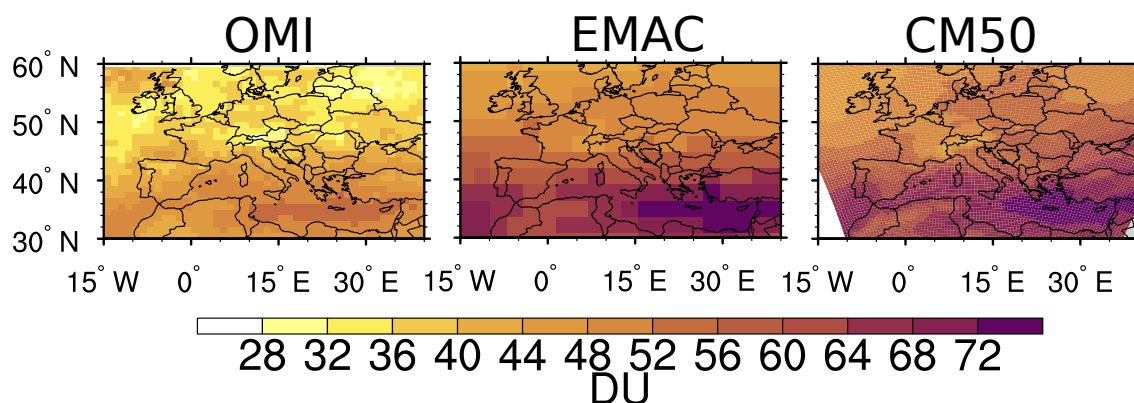 OMI EMAC CM50
60° N
50° N
40° N
30° N
15° W 0° 15° E 30° E 15° W 0° 15° E 30° E 15° W 0° 15° E 30° E
28 32 36 40 44 48 52 56 60 64 68 72
DU